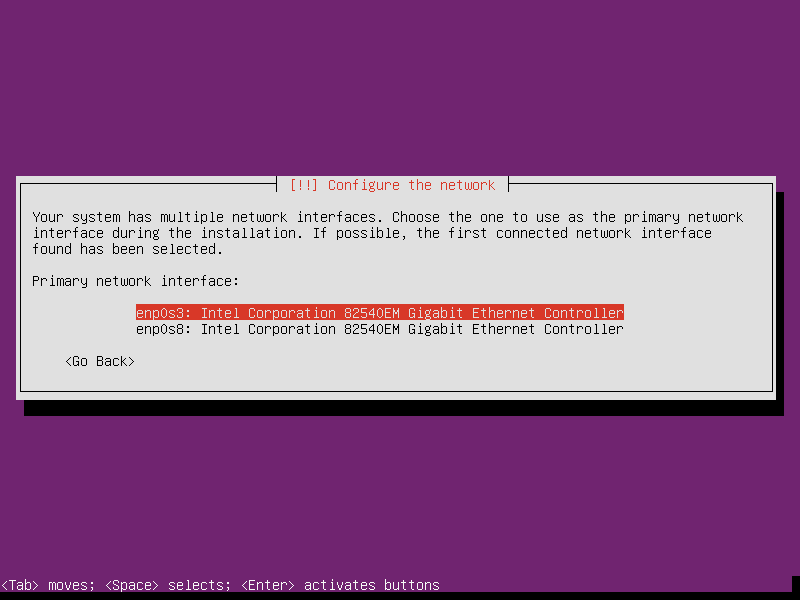 [!!] Configure the network
Your system has multiple network interfaces. Choose the one to use as the primary network
interface during the installation. If possible, the first connected network interface
found has been selected.
Primary network interface:
enp0s3: Intel Corporation 82540EM Gigabit Ethernet Controller
enp0s8: Intel Corporation 82540EM Gigabit Ethernet Controller
<Go Back>
<Tab> moves; <Space> selects; <Enter> activates buttons